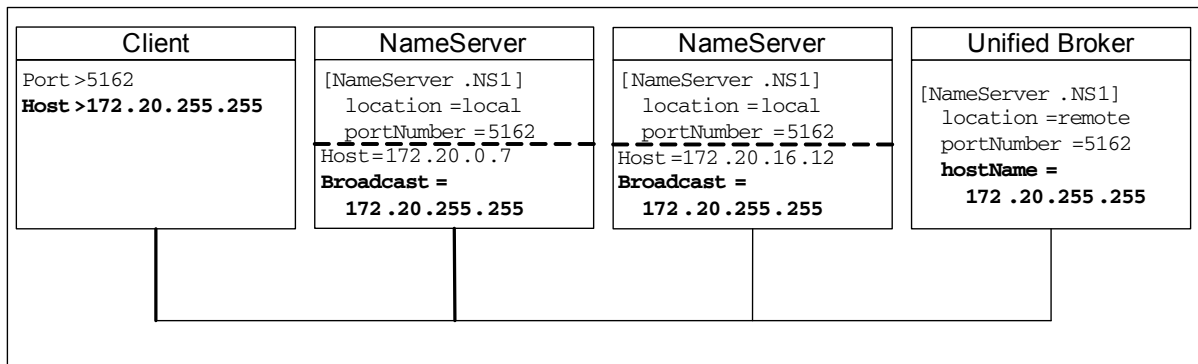 Client
Port>5162
Host>172.20.255.255
NameServer
[NameServer .NS1]
location =local
portNumber =5162
Host=172.20.0.7
Broadcast =
172.20.255.255
NameServer
[NameServer .NS1]
location =local
portNumber =5162
Host=172.20.16.12
Broadcast =
172.20.255.255
Unified Broker
[NameServer .NS1]
location =remote
portNumber =5162
hostName =
172.20.255.255